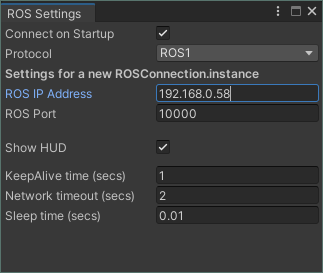 ROS Settings
Connect on Startup
Protocol ROS1
Settings for a new ROSConnection.instance
ROS IP Address 192.168.0.58
ROS Port 10000
Show HUD
KeepAlive time (secs) 1
Network timeout (secs) 2
Sleep time (secs) 0.01